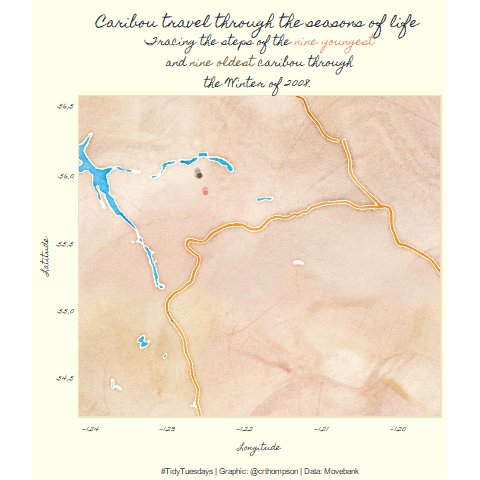 Caribou travel through the seasons of life
Tracing the steps of the nine youngest
and nine oldest caribou through
the Winter of 2008.
56.5
56.0
55.5
55.0
54.5
Latitude
-124
-123
-122
-121
-120
Longitude
#TidyTuesdays | Graphic: @crthompson | Data: Movebank